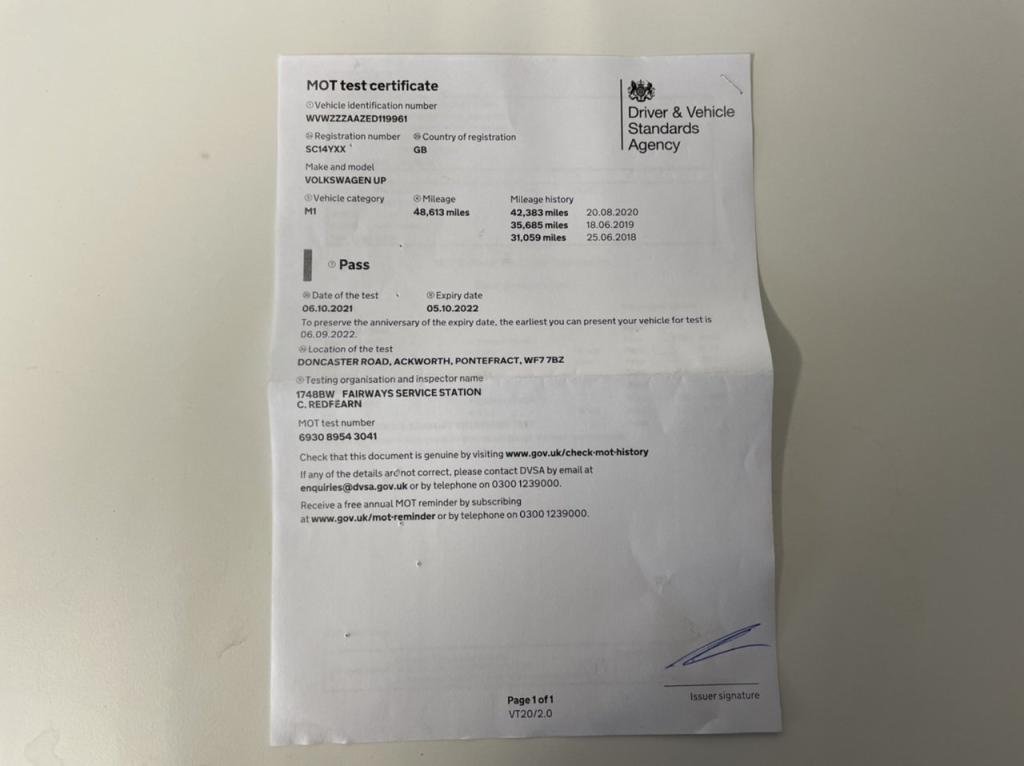 MOT test certificate
Vehicle identification number
WVWZZZAAZED119961
Registration number Country of registration
SC14YXX GB
Make and model
VOLKSWAGEN UP
Vehicle category Mileage Mileage history
M1 48,613 miles 42,383 miles 20.08.2020
35,685 miles 18.06.2019
31,059 miles 25.06.2018
Driver & Vehicle
Standards
Agency
Pass
Date of the test Expiry date
06.10.2021 05.10.2022
To preserve the anniversary of the expiry date, the earliest you can present your vehicle for test is
06.09.2022.
Location of the test
DONCASTER ROAD, ACKWORTH, PONTEFRACT, WF7 7BZ
Testing organisation and inspector name
1748BW FAIRWAYS SERVICE STATION
C. REDFEARN
MOT test number
6930 8954 3041
Check that this document is genuine by visiting www.gov.uk/check-mot-history
If any of the details are not correct, please contact DVSA by email at
enquiries@dvsa.gov.uk or by telephone on 0300 1239000.
Receive a free annual MOT reminder by subscribing
at www.gov.uk/mot-reminder or by telephone on 0300 1239000.
Issuer signature
Page 1 of 1
VT20/2.0